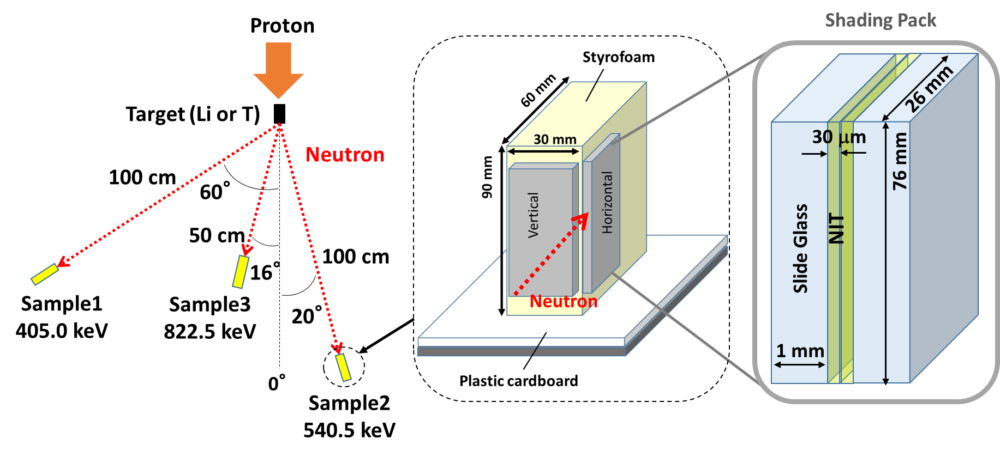 Proton
Target (Li or T)
Neutron
100 cm
60°
50 cm
16°
100 cm
20°
0°
Sample1
405.0 keV
Sample3
822.5 keV
Sample2
540.5 keV
Styrofoam
60 mm
30 mm
90 mm
Vertical
Horizontal
Neutron
Plastic cardboard
Shading Pack
26 mm
30 μm
76 mm
Slide Glass
NIT
1 mm